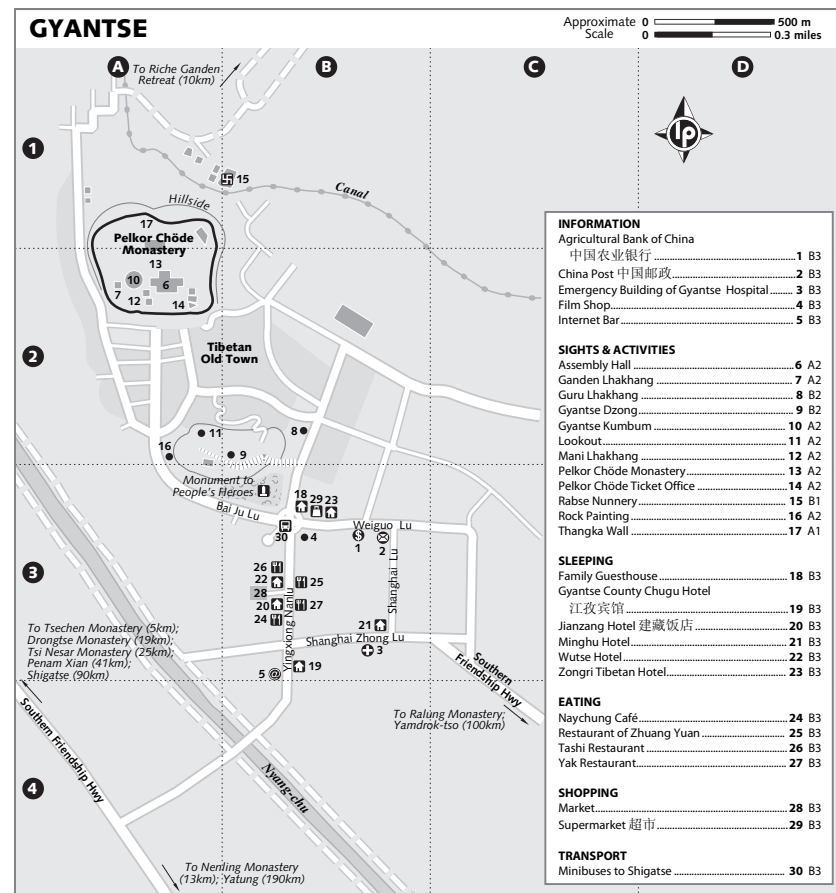 GYANTSE
Approximate Scale
0 500 m
0 0.3 miles
A
B
C
D
1
2
3
4
To Riche Ganden
Retreat (10km)
15
Canal
Hillside
17
Pelkor Chöde
Monastery
13
10
6
7
12
14
Tibetan
Old Town
11
8
16
9
Monument to
People's Heroes
18 29 23
Bai Ju Lu
Weiguo Lu
30
4
1
2
26
22
25
28
20
27
24
Yingxiong Nanlu
Shanghai Lu
21
Shanghai Zhong Lu
3
19
5 @
To Tsechen Monastery (5km);
Drongtse Monastery (19km);
Tsi Nesar Monastery (25km);
Penam Xian (41km);
Shigatse (90km)
Southern
Friendship Hwy
To Ralung Monastery;
Yamdrok-tso (100km)
Southern Friendship Hwy
Nyang-chu
To Nenling Monastery
(13km); Yatung (190km)
lp
INFORMATION
Agricultural Bank of China
中国农业银行 1 B3
China Post 中国邮政 2 B3
Emergency Building of Gyantse Hospital 3 B3
Film Shop 4 B3
Internet Bar 5 B3
SIGHTS & ACTIVITIES
Assembly Hall 6 A2
Ganden Lhakhang 7 A2
Guru Lhakhang 8 B2
Gyantse Dzong 9 B2
Gyantse Kumbum 10 A2
Lookout 11 A2
Mani Lhakhang 12 A2
Pelkor Chöde Monastery 13 A2
Pelkor Chöde Ticket Office 14 A2
Rabse Nunnery 15 B1
Rock Painting 16 A2
Thangka Wall 17 A1
SLEEPING
Family Guesthouse 18 B3
Gyantse County Chugu Hotel
江孜宾馆 19 B3
Jianzang Hotel 建藏饭店 20 B3
Minghu Hotel 21 B3
Wutse Hotel 22 B3
Zongri Tibetan Hotel 23 B3
EATING
Naychung Café 24 B3
Restaurant of Zhuang Yuan 25 B3
Tashi Restaurant 26 B3
Yak Restaurant 27 B3
SHOPPING
Market 28 B3
Supermarket 超市 29 B3
TRANSPORT
Minibuses to Shigatse 30 B3